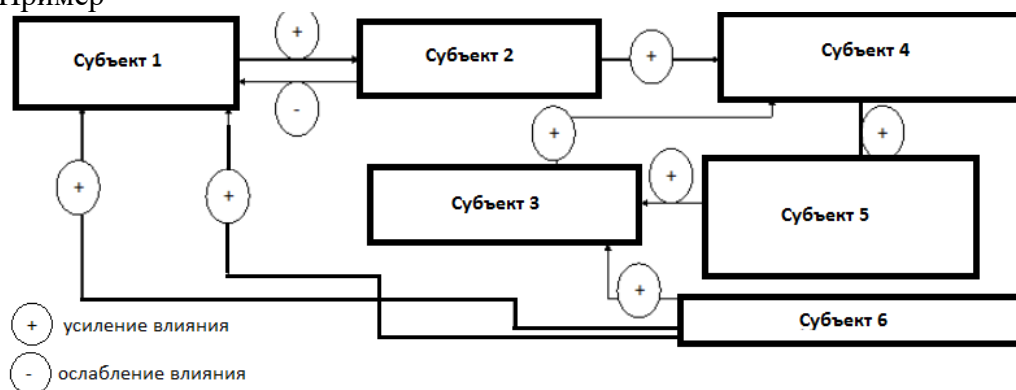 Пример
Субъект 1
+
Субъект 2
+
Субъект 4
-
+
+
Субъект 3
+
Субъект 5
+
+
+
Субъект 6
+ усиление влияния
- ослабление влияния